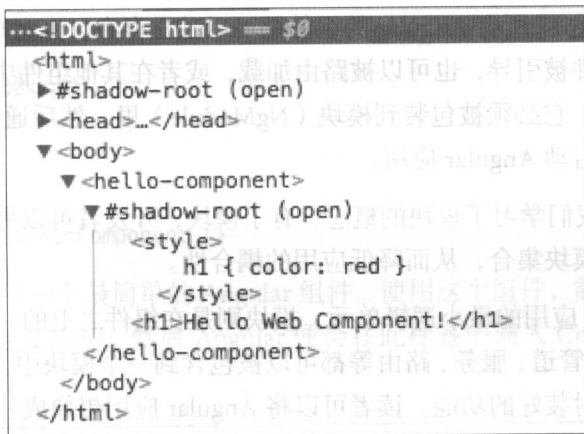 …<!DOCTYPE html> == $0
<html>
▶#shadow-root (open)
▶<head>…</head>
▼<body>
▼<hello-component>
▼#shadow-root (open)
<style>
h1 { color: red }
</style>
<h1>Hello Web Component!</h1>
</hello-component>
</body>
</html>